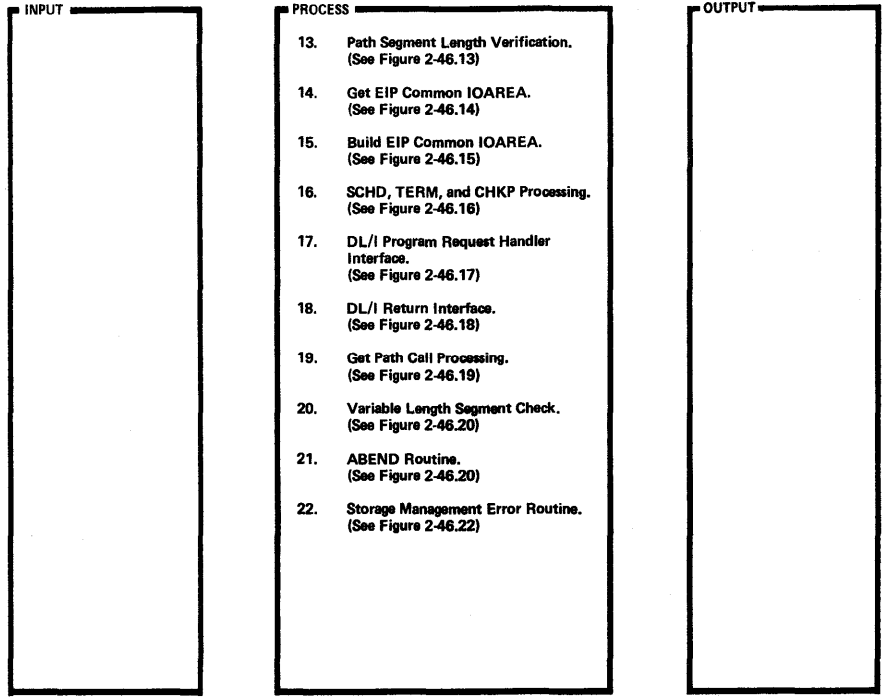 INPUT
PROCESS
OUTPUT
13. Path Segment Length Verification.
(See Figure 2-46.13)
14. Get EIP Common IOAREA.
(See Figure 2-46.14)
15. Build EIP Common IOAREA.
(See Figure 2-46.15)
16. SCHD, TERM, and CHKP Processing.
(See Figure 2-46.16)
17. DL/I Program Request Handler
Interface.
(See Figure 2-46.17)
18. DL/I Return Interface.
(See Figure 2-46.18)
19. Get Path Call Processing.
(See Figure 2-46.19)
20. Variable Length Segment Check.
(See Figure 2-46.20)
21. ABEND Routine.
(See Figure 2-46.20)
22. Storage Management Error Routine.
(See Figure 2-46.22)